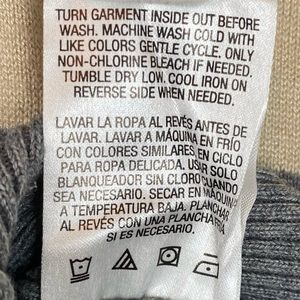 TURN GARMENT INSIDE OUT BEFORE
WASH. MACHINE WASH COLD WITH
LIKE COLORS GENTLE CYCLE. ONLY
NON-CHLORINE BLEACH IF NEEDED.
TUMBLE DRY LOW. COOL IRON ON
REVERSE SIDE WHEN NEEDED.
LAVAR LA ROPA AL REVÉS ANTES DE
LAVAR. LAVAR A MÁQUINA EN FRÍO
CON COLORES SIMILARES EN CICLO
PARA ROPA DELICADA. USAR SOLO
BLANQUEADOR SIN CLORO CUANDO
SEA NECESARIO. SECAR EN MÁQUINA
A TEMPERATURA BAJA. PLANCHAR
AL REVÉS CON UNA PLANCHA FRÍA
SI ES NECESARIO.